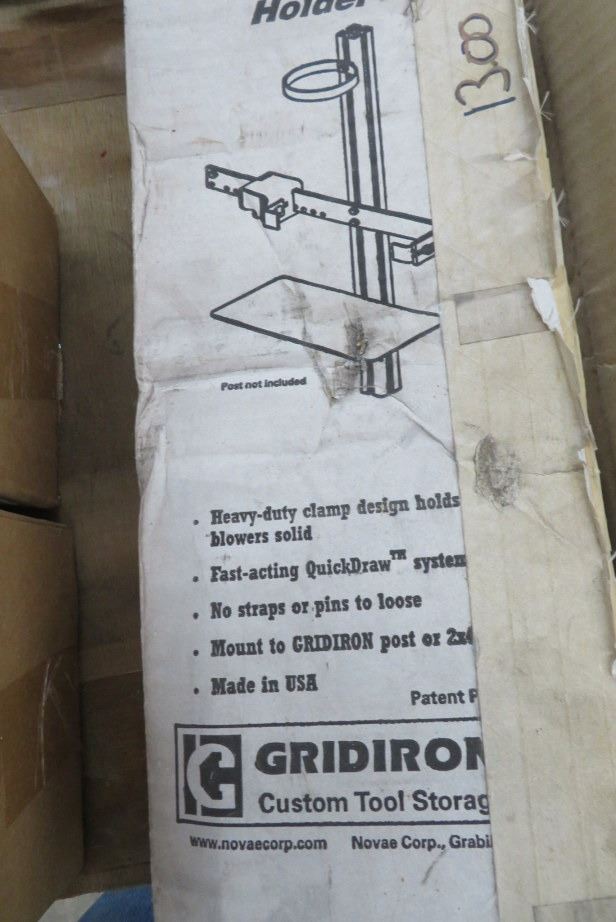 Holder
13.00
Post not included
• Heavy-duty clamp design holds
blowers solid
• Fast-acting QuickDraw™ system
• No straps or pins to loose
• Mount to GRIDIRON post or 2x4
• Made in USA
Patent P
G
GRIDIRON
Custom Tool Storag
www.novaecorp.com Novae Corp., Grabi